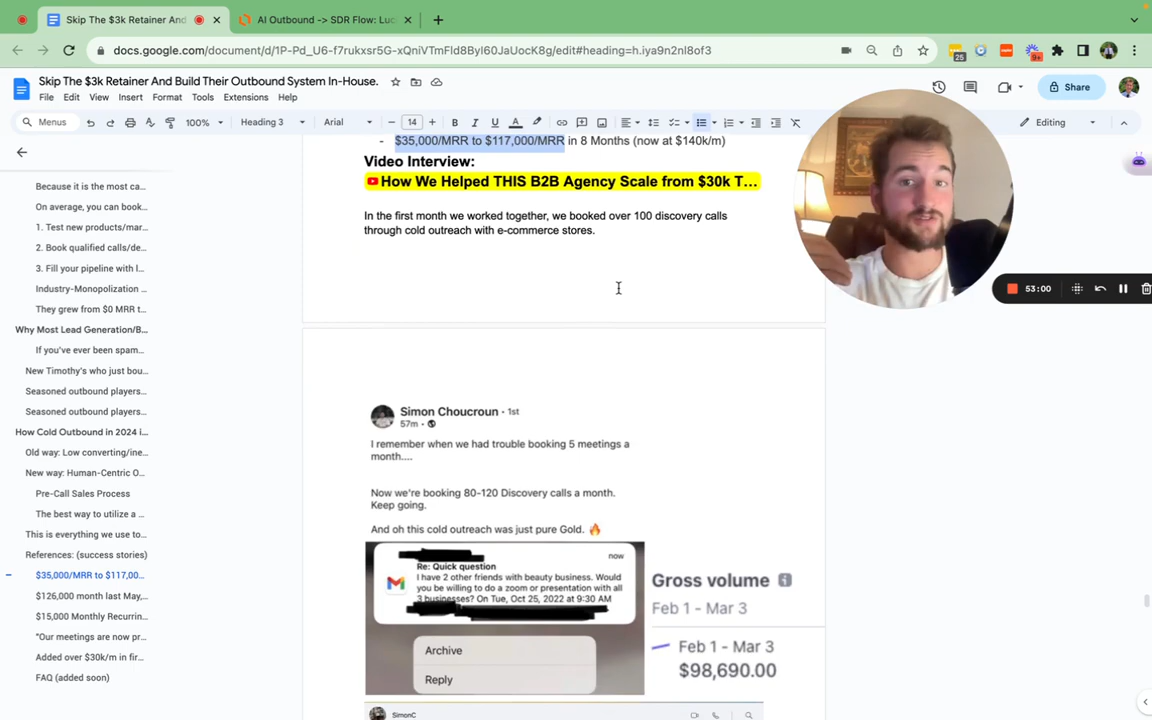 Skip The $3k Retainer And
AI Outbound -> SDR Flow: Luc
docs.google.com/document/d/1P-Pd_U6-f7rukxsr5G-xQniVTmFld8ByI60JaUocK8g/edit#heading=h.iya9n2nI8of3
25
9+
Skip The $3k Retainer And Build Their Outbound System In-House.
File Edit View Insert Format Tools Extensions Help
Share
Menus 100% Heading 3 Arial 14 B I U A Editing
- $35,000/MRR to $117,000/MRR in 8 Months (now at $140k/m)
Video Interview:
How We Helped THIS B2B Agency Scale from $30k T...
In the first month we worked together, we booked over 100 discovery calls
through cold outreach with e-commerce stores.
53:00
Because it is the most ca...
On average, you can book...
1. Test new products/mar...
2. Book qualified calls/de...
3. Fill your pipeline with l...
Industry-Monopolization ...
They grew from $0 MRR t...
Why Most Lead Generation/B...
If you've ever been spam...
New Timothy's who just bou...
Seasoned outbound players...
Seasoned outbound players...
How Cold Outbound in 2024 i...
Old way: Low converting/ine...
New way: Human-Centric O...
Pre-Call Sales Process
The best way to utilize a ...
This is everything we use to...
References: (success stories)
$35,000/MRR to $117,00...
$126,000 month last May,...
$15,000 Monthly Recurrin...
"Our meetings are now pr...
Added over $30k/m in fir...
FAQ (added soon)
Simon Choucroun · 1st
57m •
I remember when we had trouble booking 5 meetings a
month....
Now we're booking 80-120 Discovery calls a month.
Keep going.
And oh this cold outreach was just pure Gold. 🔥
now
Re: Quick question
I have 2 other friends with beauty business. Would
you be willing to do a zoom or presentation with all
3 businesses? On Tue, Oct 25, 2022 at 9:30 AM
Archive
Reply
Gross volume
Feb 1 - Mar 3
Feb 1 - Mar 3
$98,690.00
SimonC